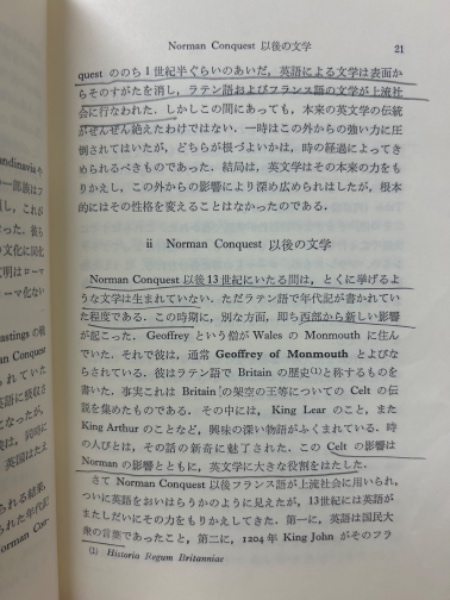 Norman Conquest 以後の文学 21
quest ののち1世紀半ぐらいのあいだ，英語による文学は表面か
らそのすがたを消し，ラテン語およびフランス語の文学が上流社
会に行なわれた．しかしこの間にあっても，本来の英文学の伝統
がぜんぜん絶えたわけではない．一時はこの外からの強い力に圧
倒されてはいたが，どちらが根づよいかは，時の経過によってき
められるべきものであった．結局は，英文学はその本来の力をも
りかえし，この外からの影響により深め広められはしたが，根本
的にはその性格を変えることはなかったのである．
ii Norman Conquest 以後の文学
Norman Conquest 以後13世紀にいたる間は，とくに挙げるよ
うな文学は生まれていない．ただラテン語で年代記が書かれてい
た程度である．この時期に，別な方面，即ち西部から新しい影響
が起こった．Geoffrey という僧が Wales の Monmouth に住ん
でいた．それで彼は，通常 Geoffrey of Monmouth とよびな
らされている．彼はラテン語で Britain の歴史(1)と称するものを
書いた．事実これは Britain の架空の王等についての Celt の伝
説を集めたものである．その中には，King Lear のこと，また
King Arthur のことなど，興味の深い物語がふくまれている．時
の人びとは，その話の新奇に魅了された．この Celt の影響は
Norman の影響とともに，英文学に大きな役割をはたした．
さて Norman Conquest 以後フランス語が上流社会に用いられ，
ついに英語をおいはらうかのように見えたが，13世紀には英語が
またしだいにその力をもりかえしてきた．第一に，英語は国民大
衆の言葉であったこと，第二に，1204年 King John がそのフラ
(1) Historia Regum Britanniae